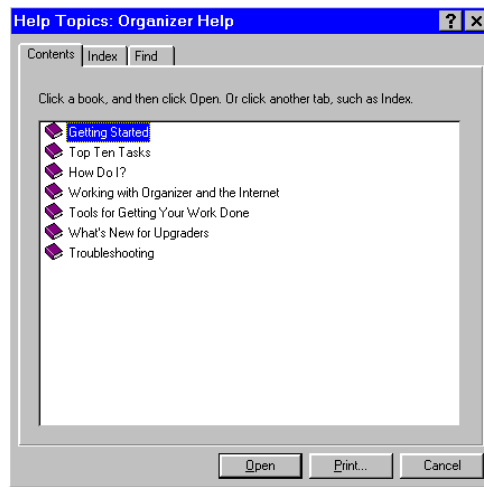 Help Topics: Organizer Help
Contents Index Find
Click a book, and then click Open. Or click another tab, such as Index.
Getting Started
Top Ten Tasks
How Do I?
Working with Organizer and the Internet
Tools for Getting Your Work Done
What's New for Upgraders
Troubleshooting
Open Print... Cancel